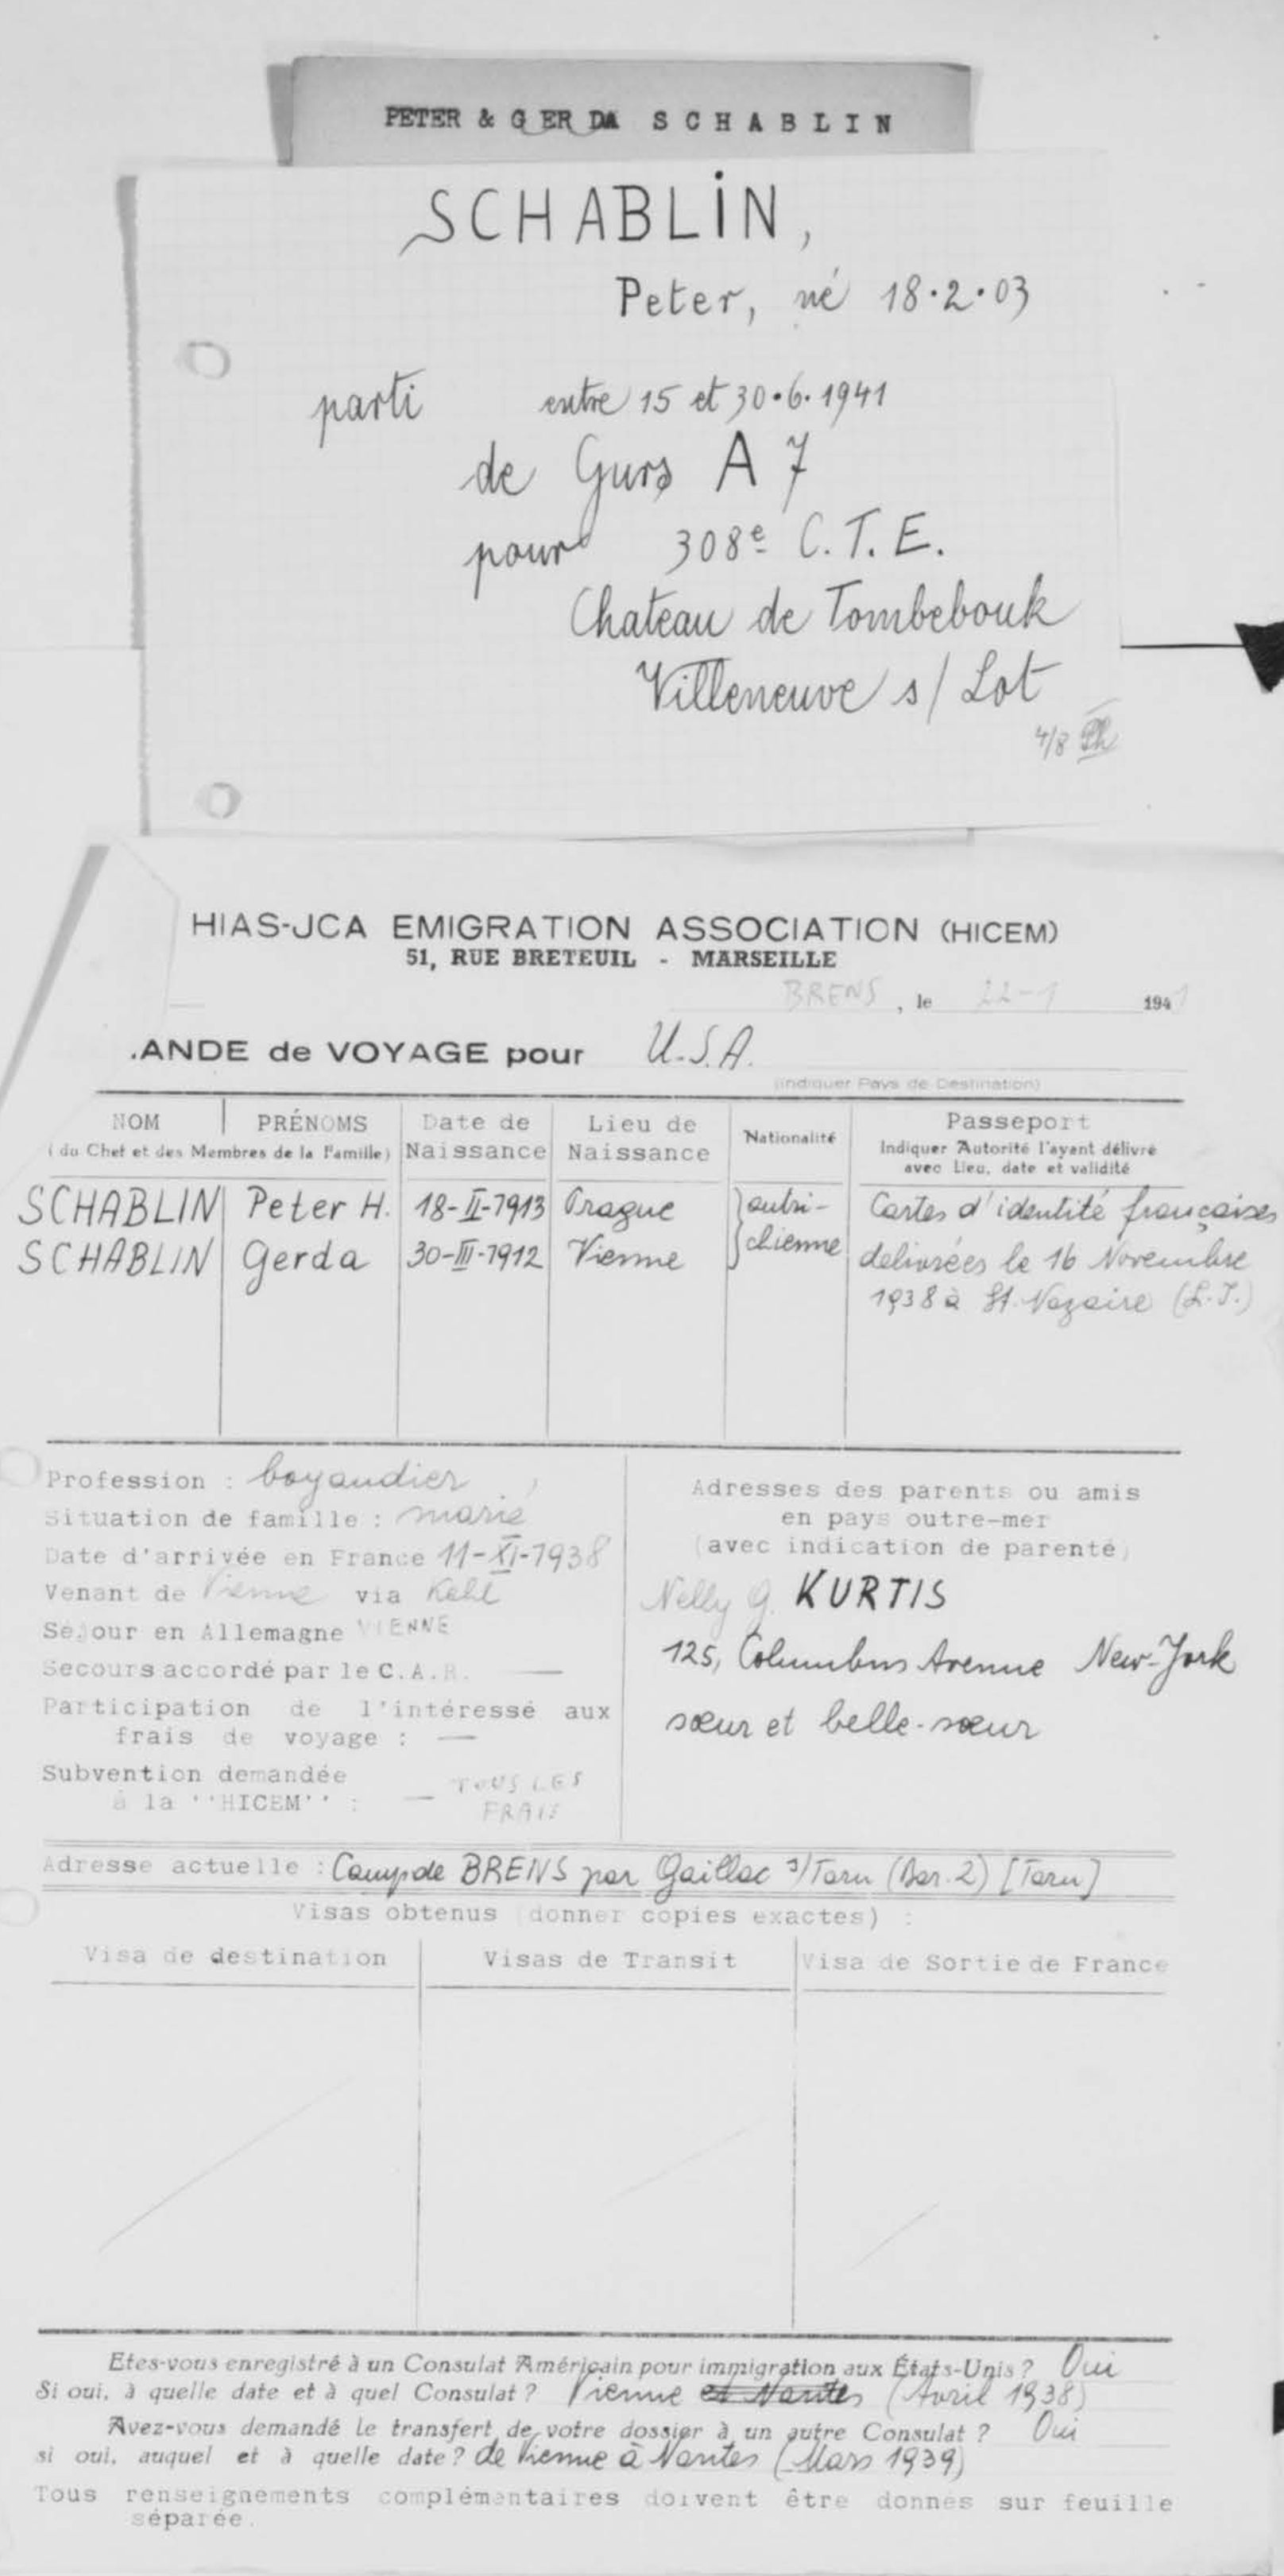 PETER & GERDA SCHABLIN
SCHABLIN,
Peter, né 18.2.03
parti entre 15 et 30.6.1941
de Gurs A 7
pour 308e C.T.E.
Chateau de Tombebouk
Villeneuve s/ Lot
4/8
HIAS-JCA EMIGRATION ASSOCIATION (HICEM)
51, RUE BRETEUIL - MARSEILLE
BRENS, le 22-1 1941
.ANDE de VOYAGE pour U.S.A.
(Indiquer Pays de Destination)
NOM PRÉNOMS Date de Naissance Lieu de Naissance Nationalité Passeport
(du Chef et des Membres de la Famille) Indiquer Autorité l'ayant délivré
avec Lieu, date et validité
SCHABLIN Peter H. 18-II-1913 Prague } autri- Cartes d'identité françaises
SCHABLIN Gerda 30-III-1912 Vienne } chienne delivrées le 16 Novembre
1938 à St. Nazaire (L.I.)
Profession : boyaudier
Situation de famille : marié
Date d'arrivée en France 11-XI-1938
Venant de Vienne via Kehl
Séjour en Allemagne VIENNE
Secours accordé par le C.A.R. —
Participation de l'intéressé aux
frais de voyage : —
Subvention demandée
à la ''HICEM'' : — TOUS LES
FRAIS
Adresses des parents ou amis
en pays outre-mer
(avec indication de parenté)
Nelly G. KURTIS
125, Columbus Avenue New-York
sœur et belle-sœur
Adresse actuelle : Camp de BRENS par Gaillac s/Tarn (Bar. 2) [Tarn]
Visas obtenus (donner copies exactes) :
Visa de destination Visas de Transit Visa de Sortie de France
Etes-vous enregistré à un Consulat Américain pour immigration aux États-Unis ? Oui
Si oui, à quelle date et à quel Consulat ? Vienne et Nantes (Avril 1938)
Avez-vous demandé le transfert de votre dossier à un autre Consulat ? Oui
si oui, auquel et à quelle date ? de Vienne à Nantes (Mars 1939)
Tous renseignements complémentaires doivent être donnés sur feuille
séparée.